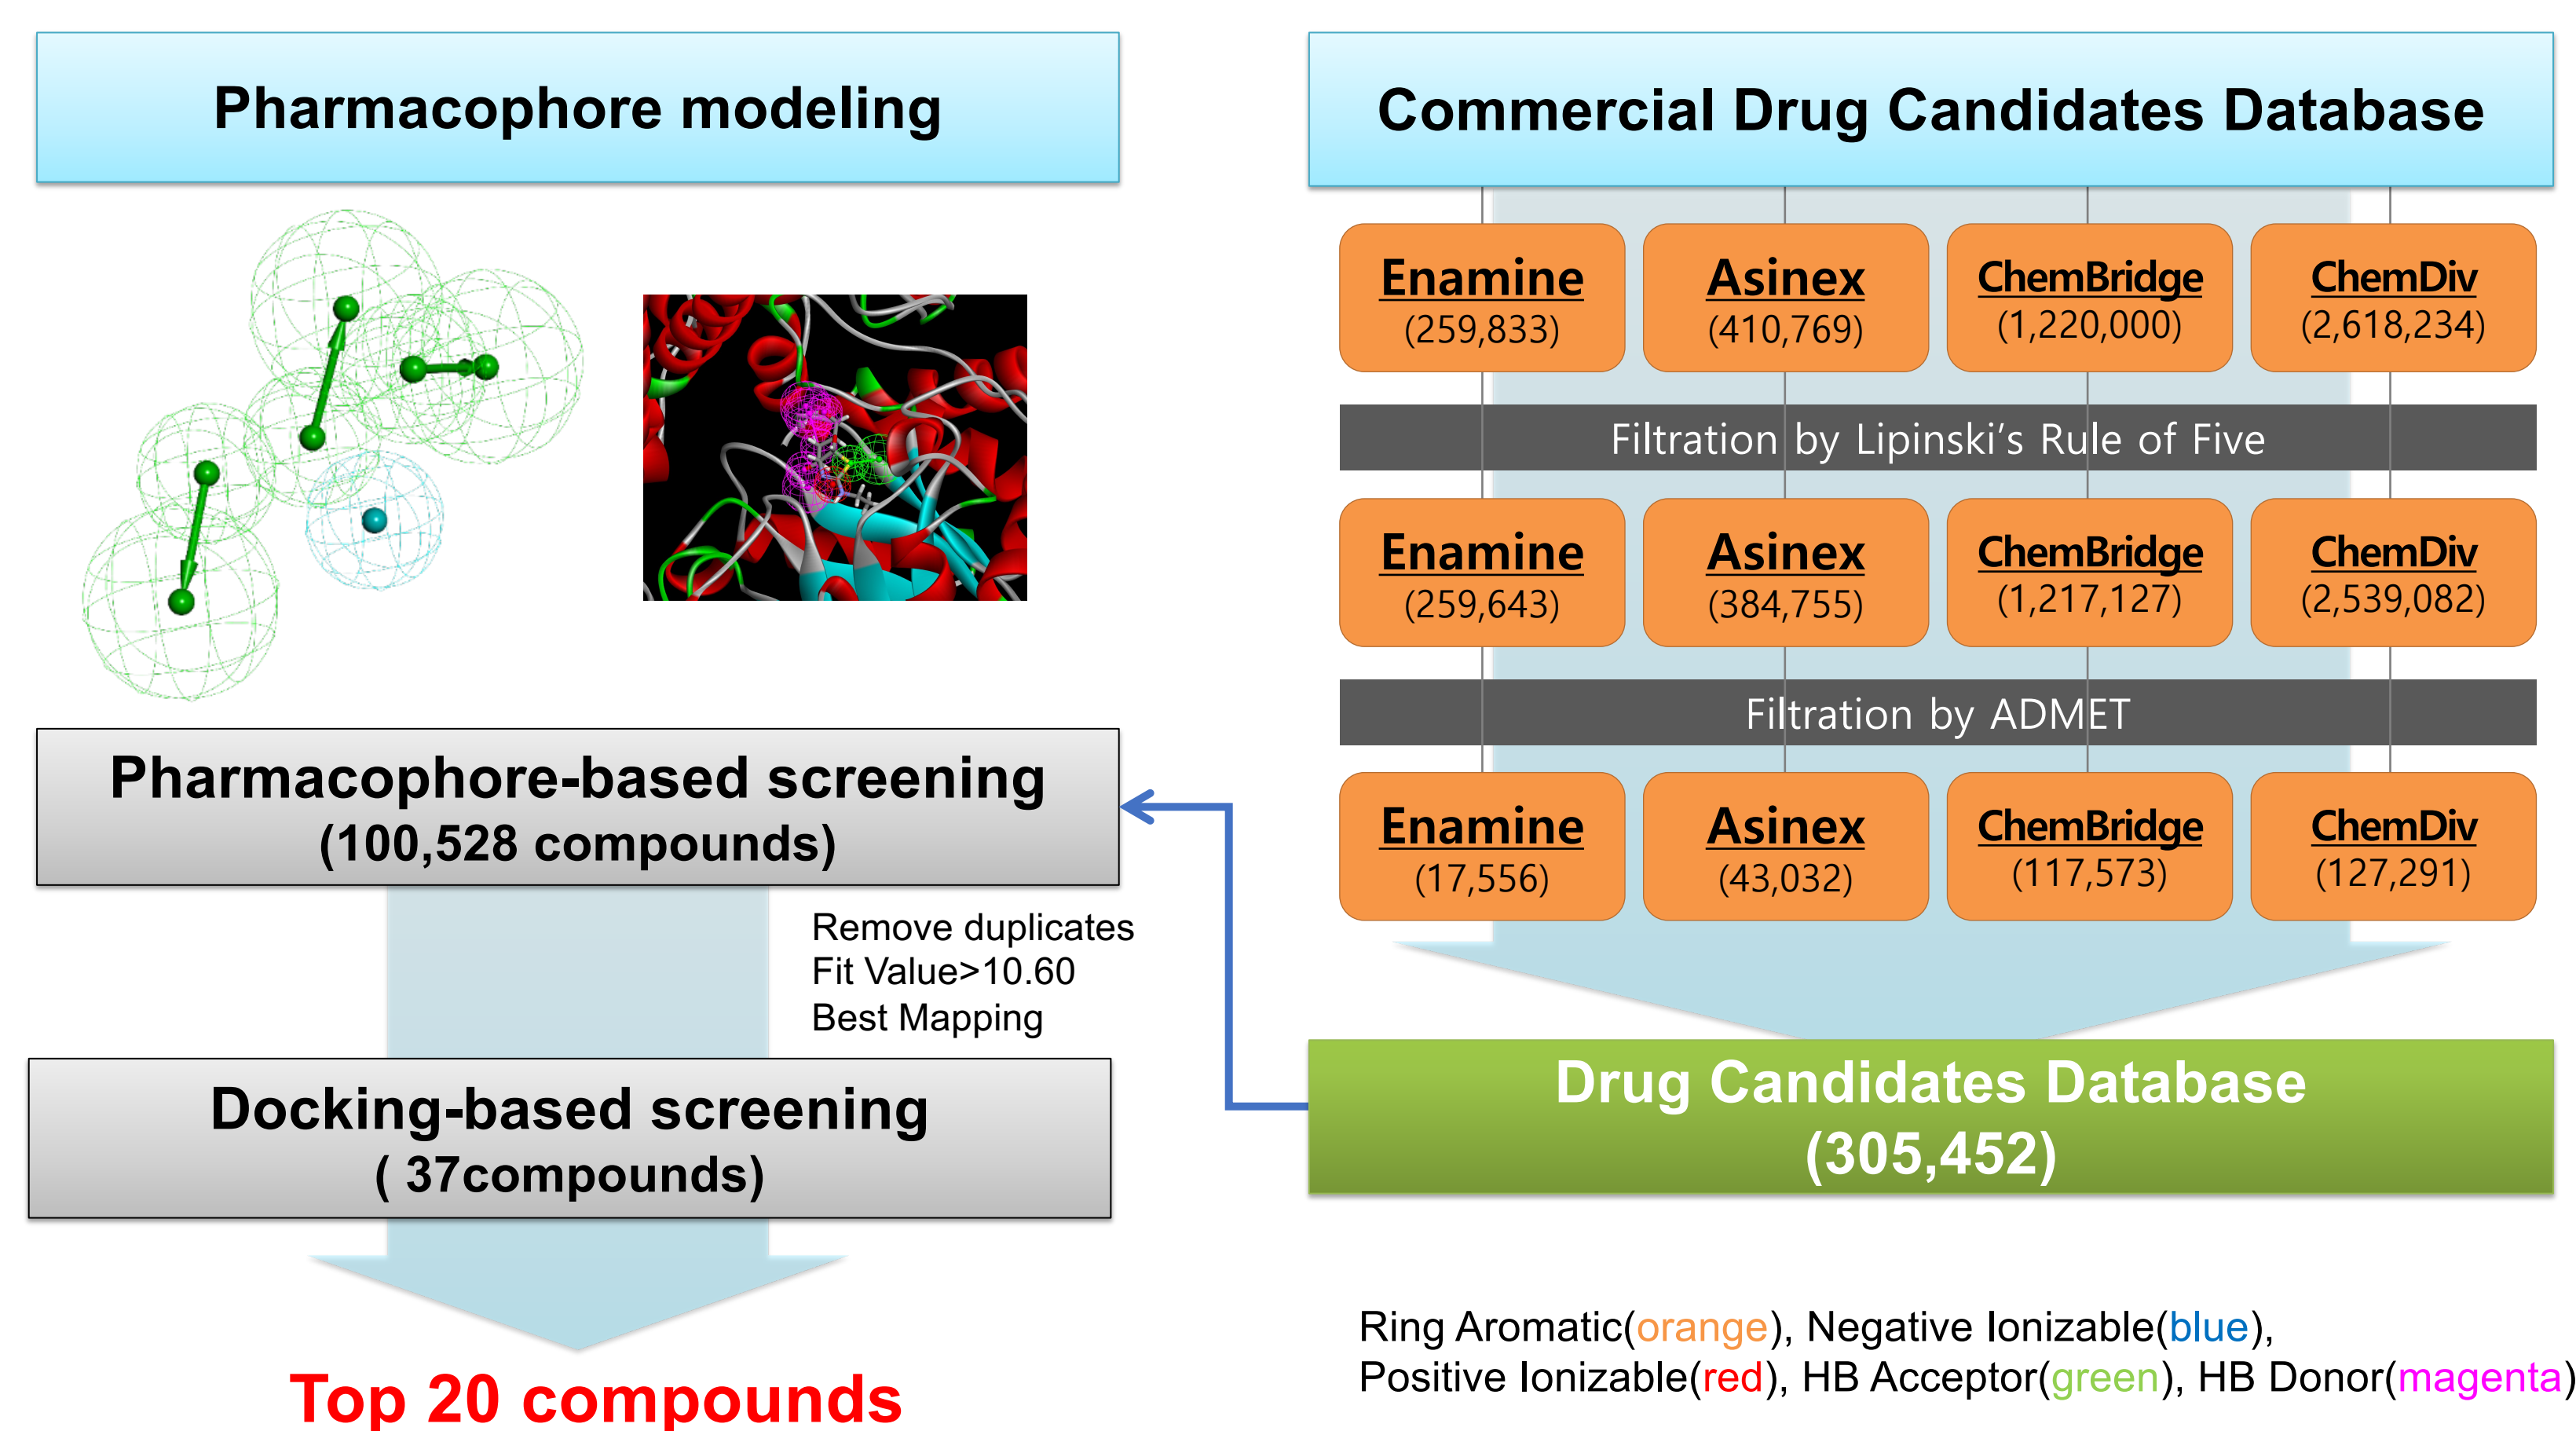 Pharmacophore modeling
Pharmacophore-based screening
(100,528 compounds)
Remove duplicates
Fit Value>10.60
Best Mapping
Docking-based screening
( 37compounds)
Top 20 compounds
Commercial Drug Candidates Database
Enamine Asinex ChemBridge ChemDiv
(259,833) (410,769) (1,220,000) (2,618,234)
Filtration by Lipinski’s Rule of Five
Enamine Asinex ChemBridge ChemDiv
(259,643) (384,755) (1,217,127) (2,539,082)
Filtration by ADMET
Enamine Asinex ChemBridge ChemDiv
(17,556) (43,032) (117,573) (127,291)
Drug Candidates Database
(305,452)
Ring Aromatic(orange), Negative Ionizable(blue),
Positive Ionizable(red), HB Acceptor(green), HB Donor(magenta)